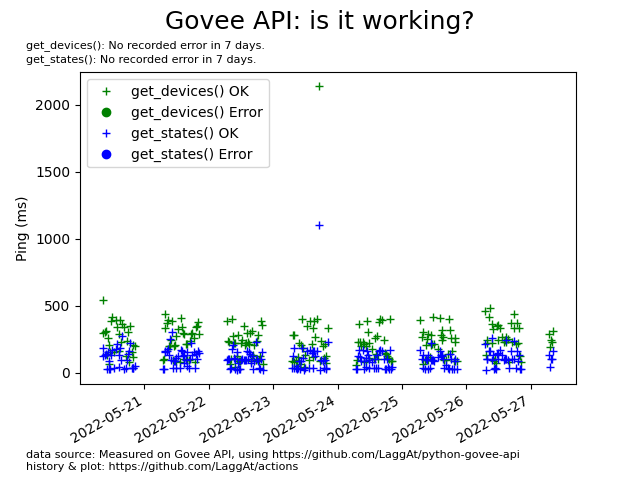 Govee API: is it working?
get_devices(): No recorded error in 7 days.
get_states(): No recorded error in 7 days.
get_devices() OK
get_devices() Error
get_states() OK
get_states() Error
Ping (ms)
2000
1500
1000
500
0
2022-05-21
2022-05-22
2022-05-23
2022-05-24
2022-05-25
2022-05-26
2022-05-27
data source: Measured on Govee API, using https://github.com/LaggAt/python-govee-api
history & plot: https://github.com/LaggAt/actions